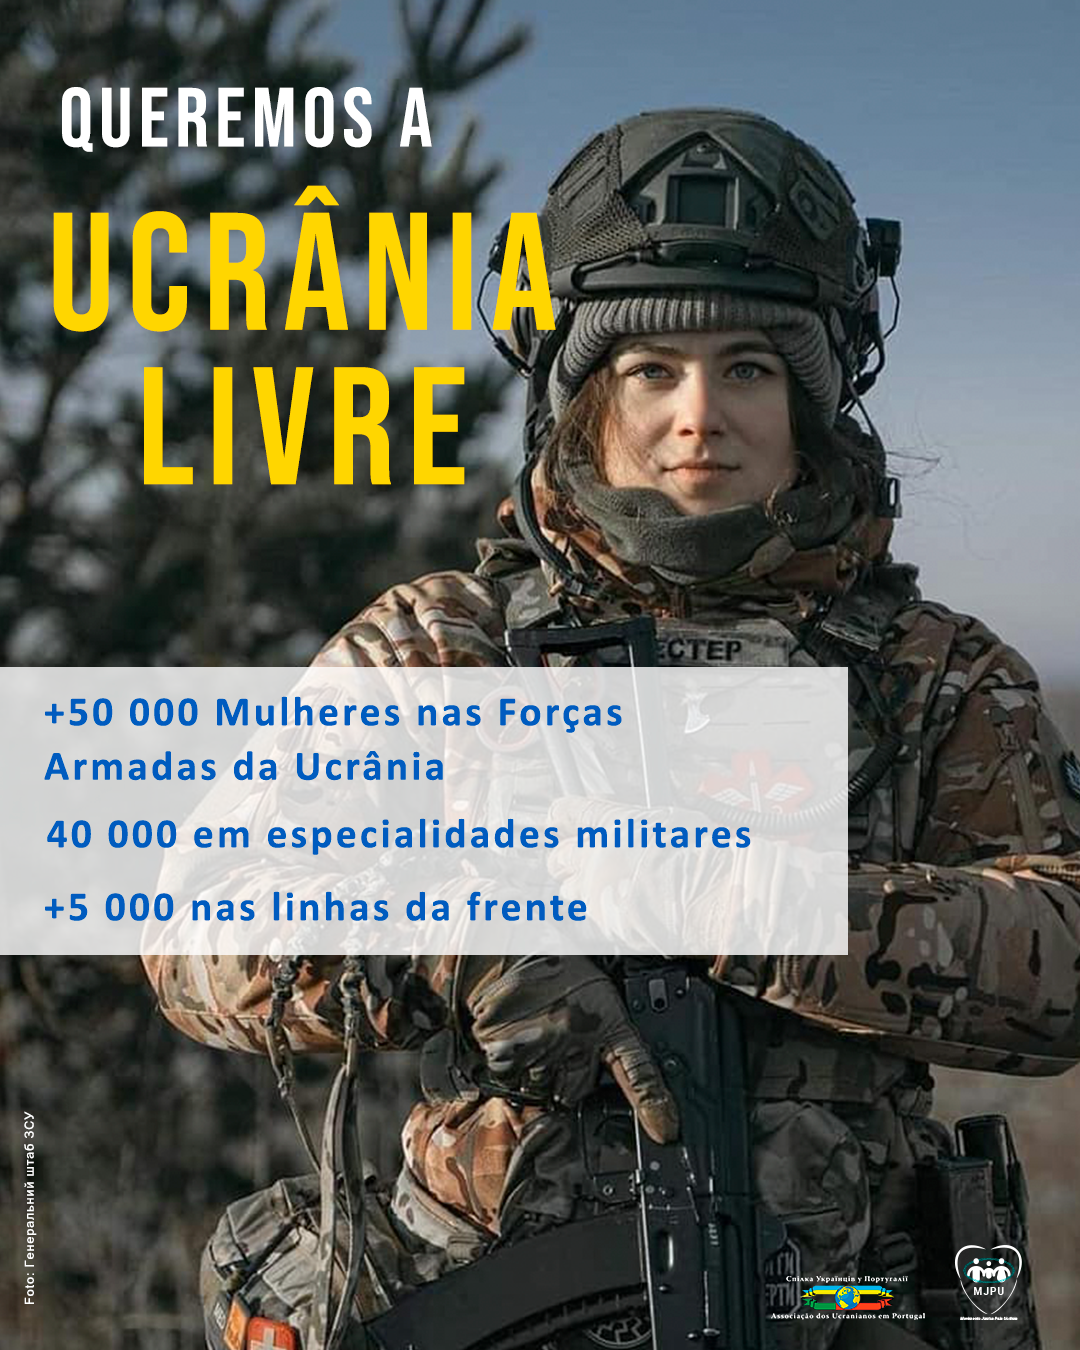 QUEREMOS A
UCRÂNIA
LIVRE
ЕСТЕР
+50 000 Mulheres nas Forças
Armadas da Ucrânia
40 000 em especialidades militares
+5 000 nas linhas da frente
Foto: Генеральний штаб ЗСУ
Спілка Українців у Португалії
Associação dos Ucranianos em Portugal
MJPU